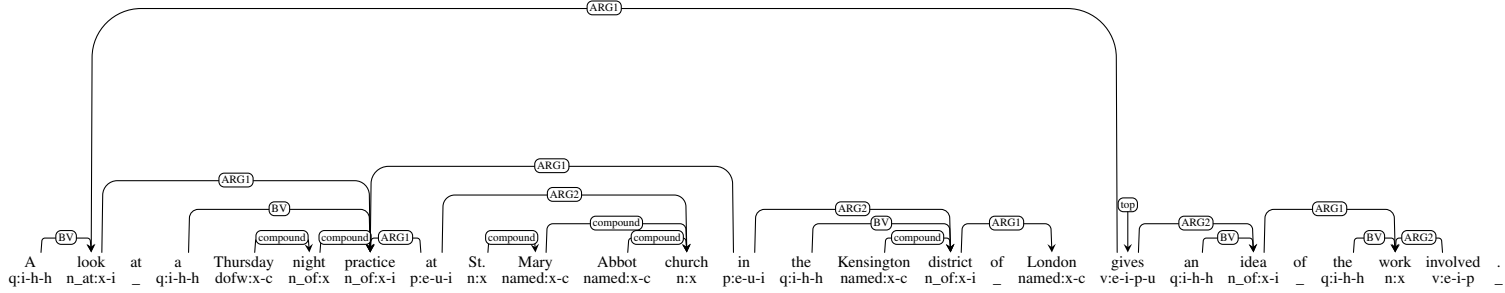 ARG1
ARG1
ARG1 BV ARG2 ARG2 BV ARG1 top ARG2 ARG1
BV compound compound ARG1 compound compound compound compound BV BV ARG2
A look at a Thursday night practice at St. Mary Abbot church in the Kensington district of London gives an idea of the work involved .
q:i-h-h n_at:x-i _ q:i-h-h dofw:x-c n_of:x n_of:x-i p:e-u-i n:x named:x-c named:x-c n:x p:e-u-i q:i-h-h named:x-c n_of:x-i _ named:x-c v:e-i-p-u q:i-h-h n_of:x-i _ q:i-h-h n:x v:e-i-p _